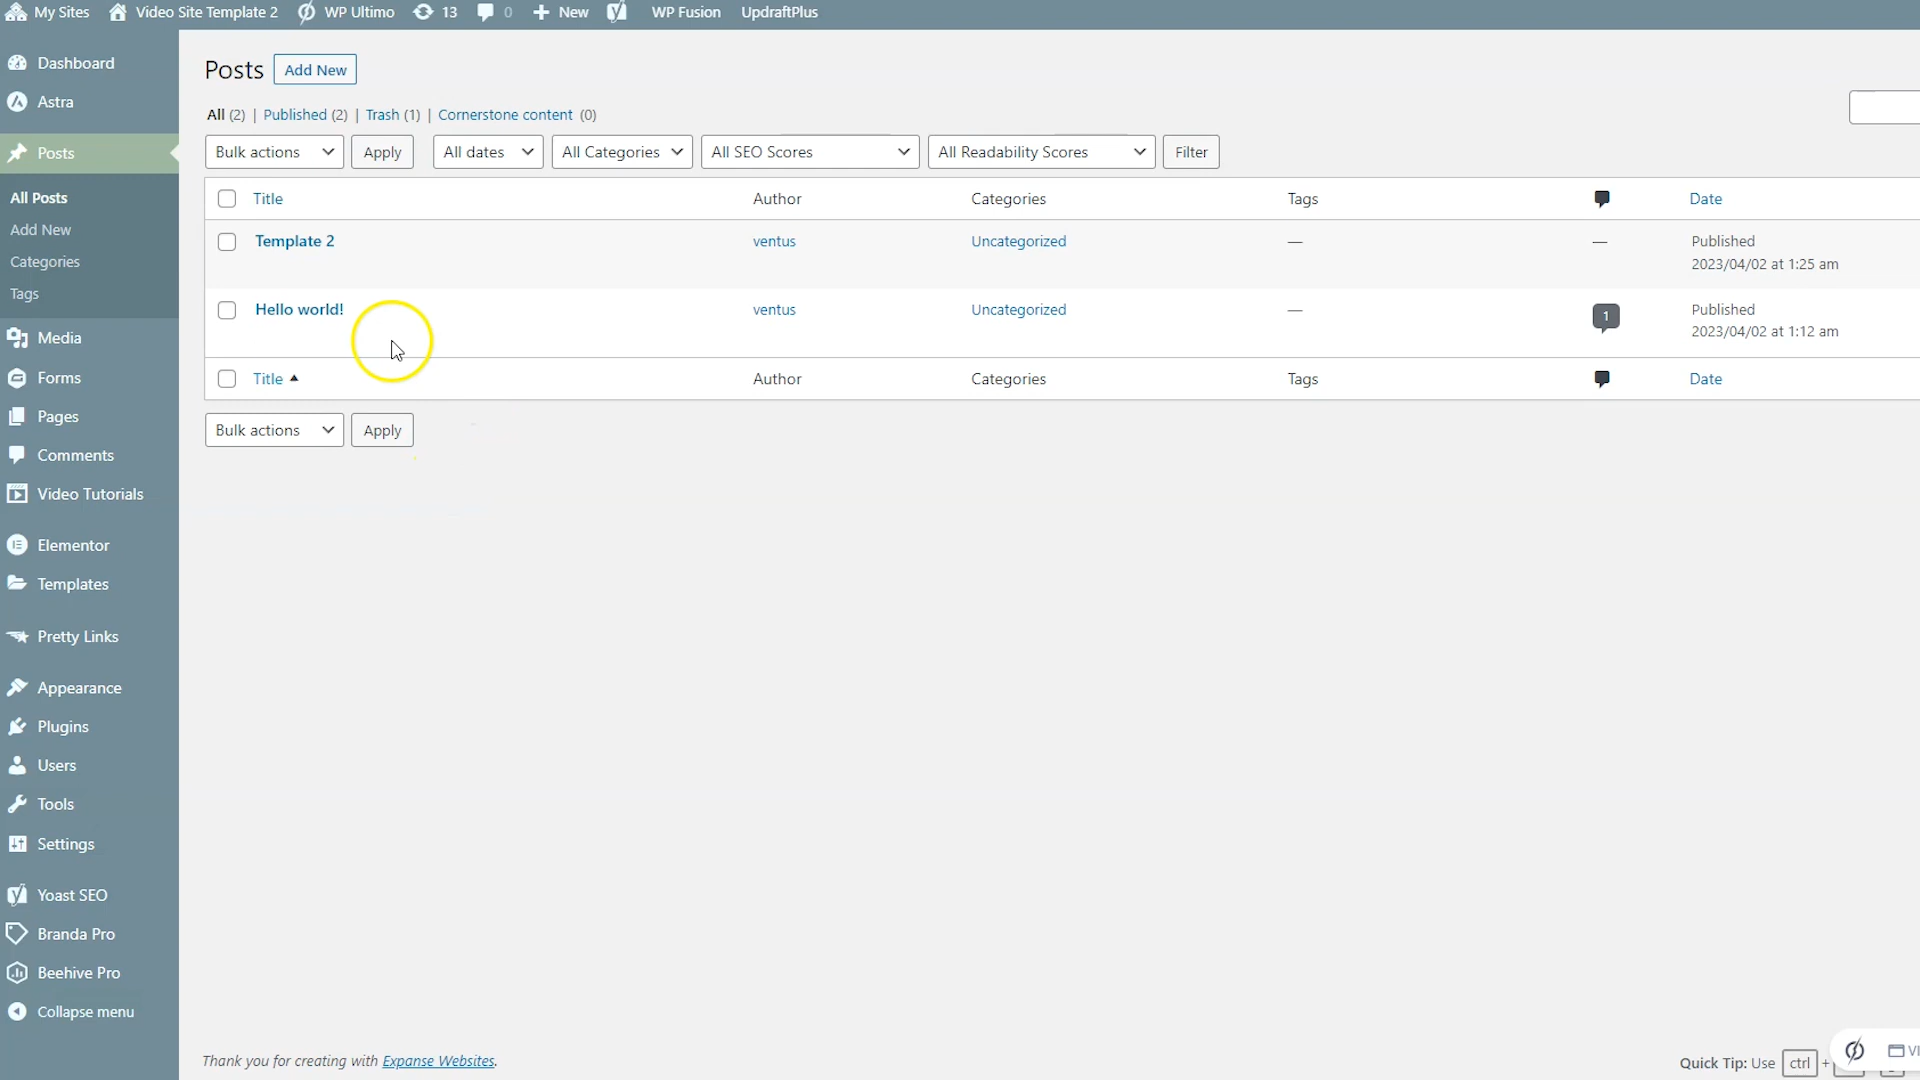 My Sites Video Site Template 2 WP Ultimo 13 0 New WP Fusion UpdraftPlus
Dashboard
Astra
Posts
All Posts
Add New
Categories
Tags
Media
Forms
Pages
Comments
Video Tutorials
Elementor
Templates
Pretty Links
Appearance
Plugins
Users
Tools
Settings
Yoast SEO
Branda Pro
Beehive Pro
Collapse menu
Posts Add New
All (2) | Published (2) | Trash (1) | Cornerstone content (0)
Bulk actions Apply All dates All Categories All SEO Scores All Readability Scores Filter
Title Author Categories Tags Date
Template 2 ventus Uncategorized — — Published
2023/04/02 at 1:25 am
Hello world! ventus Uncategorized — 1 Published
2023/04/02 at 1:12 am
Title Author Categories Tags Date
Bulk actions Apply
Thank you for creating with Expanse Websites.
Quick Tip: Use ctrl +